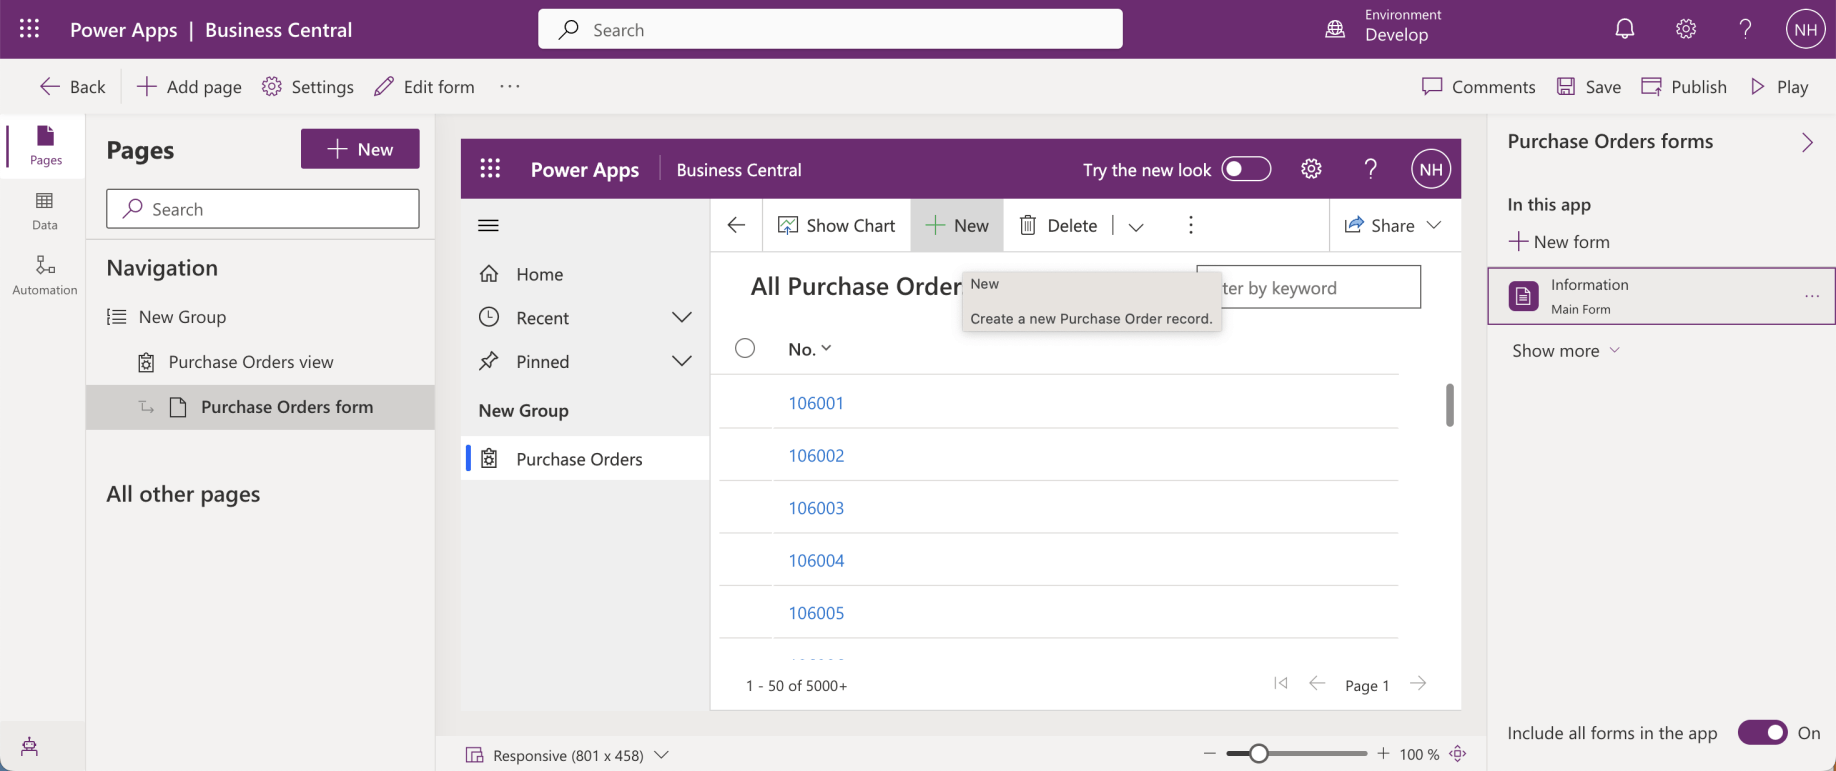 Power Apps | Business Central
Search
Environment
Develop
NH
Back
Add page
Settings
Edit form
Comments
Save
Publish
Play
Pages
Data
Automation
Pages
New
Search
Navigation
New Group
Purchase Orders view
Purchase Orders form
All other pages
Power Apps
Business Central
Try the new look
NH
Home
Recent
Pinned
New Group
Purchase Orders
Show Chart
New
Delete
Share
All Purchase Order
by keyword
New
Create a new Purchase Order record.
No.
106001
106002
106003
106004
106005
1 - 50 of 5000+
Page 1
Responsive (801 x 458)
100 %
Purchase Orders forms
In this app
New form
Information
Main Form
Show more
Include all forms in the app
On